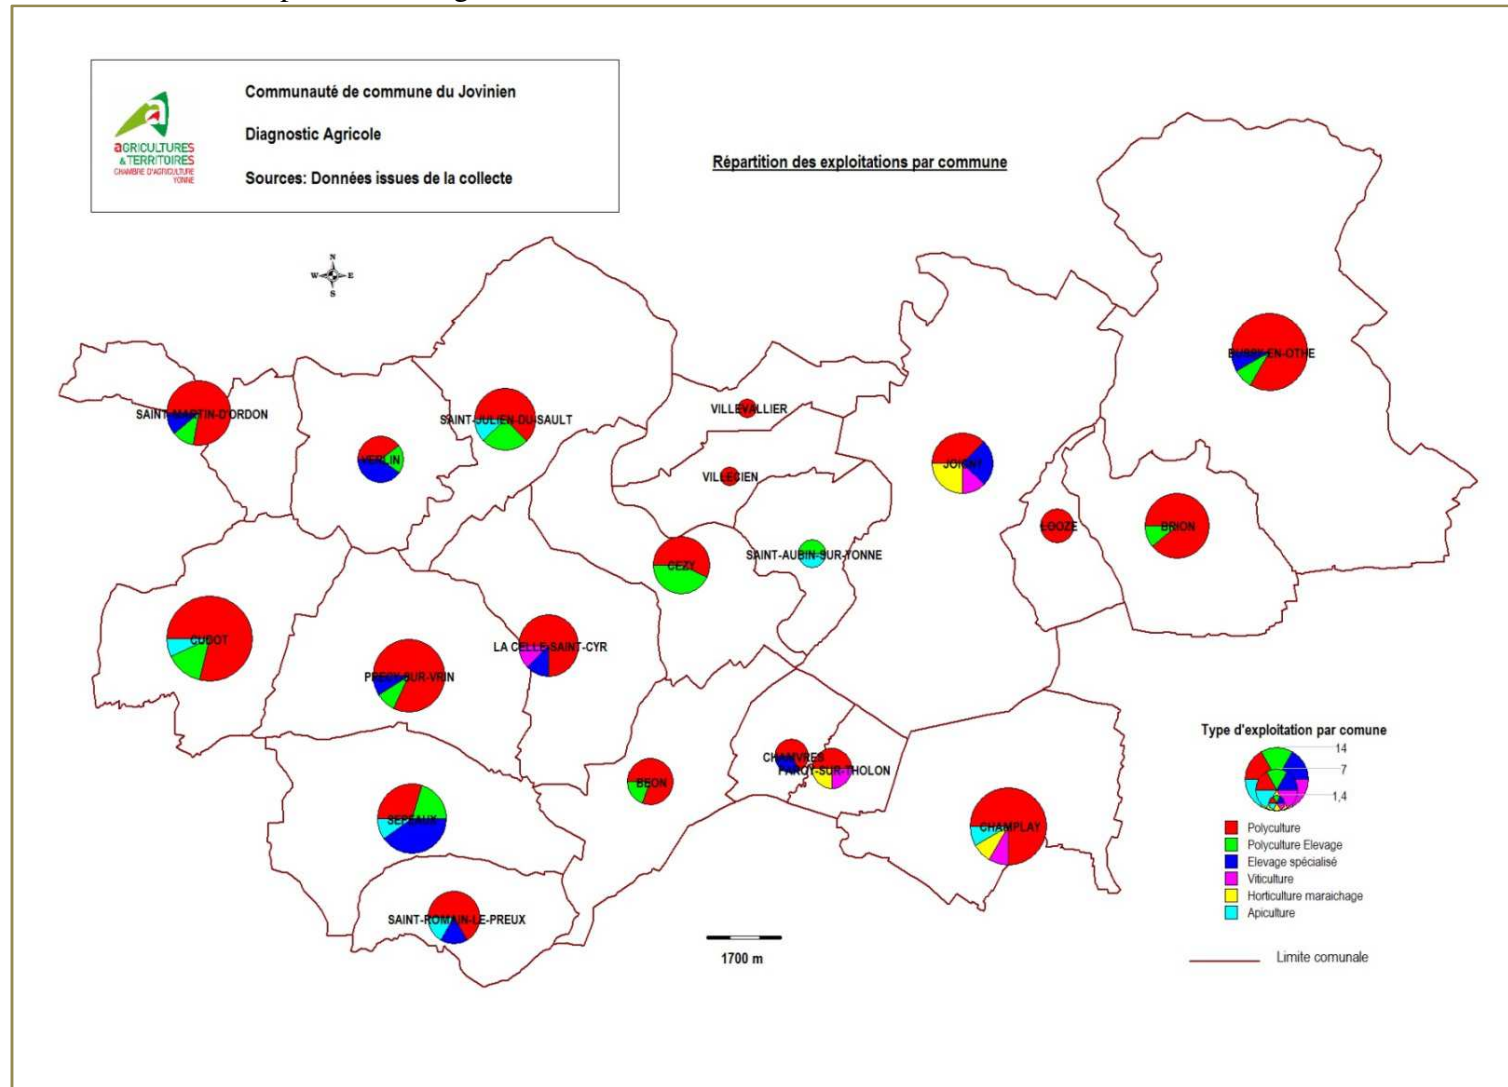 Communauté de commune du Jovinien
Diagnostic Agricole
Sources: Données issues de la collecte
aGRICULTURES
& TERRITOIRES
CHAMBRE D'AGRICULTURE
YONNE
Répartition des exploitations par commune
N
W E
S
BUSSY-EN-OTHE
SAINT-MARTIN-D'ORDON
SAINT-JULIEN-DU-SAULT
VILLEVALLIER
VERLIN
VILLECIEN
JOIGNY
LOOZE
BRION
CEZY
SAINT-AUBIN-SUR-YONNE
CUDOT
LA CELLE-SAINT-CYR
PRECY-SUR-VRIN
CHAMVRES
PAROY-SUR-THOLON
BEON
SEPEAUX
CHAMPLAY
SAINT-ROMAIN-LE-PREUX
Type d'exploitation par comune
14
7
1,4
Polyculture
Polyculture Elevage
Elevage spécialisé
Viticulture
Horticulture maraichage
Apiculture
1700 m
Limite comunale